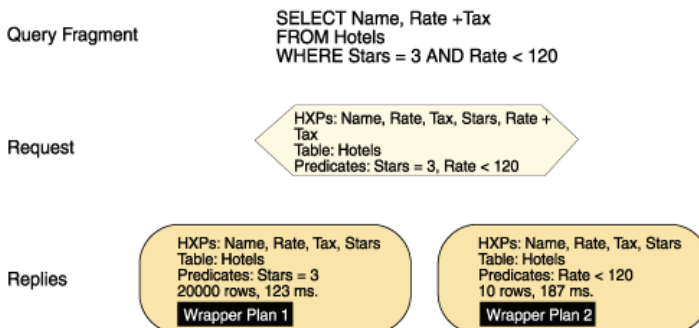 Query Fragment
SELECT Name, Rate +Tax
FROM Hotels
WHERE Stars = 3 AND Rate < 120
Request
HXPs: Name, Rate, Tax, Stars, Rate +
Tax
Table: Hotels
Predicates: Stars = 3, Rate < 120
Replies
HXPs: Name, Rate, Tax, Stars
Table: Hotels
Predicates: Stars = 3
20000 rows, 123 ms.
Wrapper Plan 1
HXPs: Name, Rate, Tax, Stars
Table: Hotels
Predicates: Rate < 120
10 rows, 187 ms.
Wrapper Plan 2